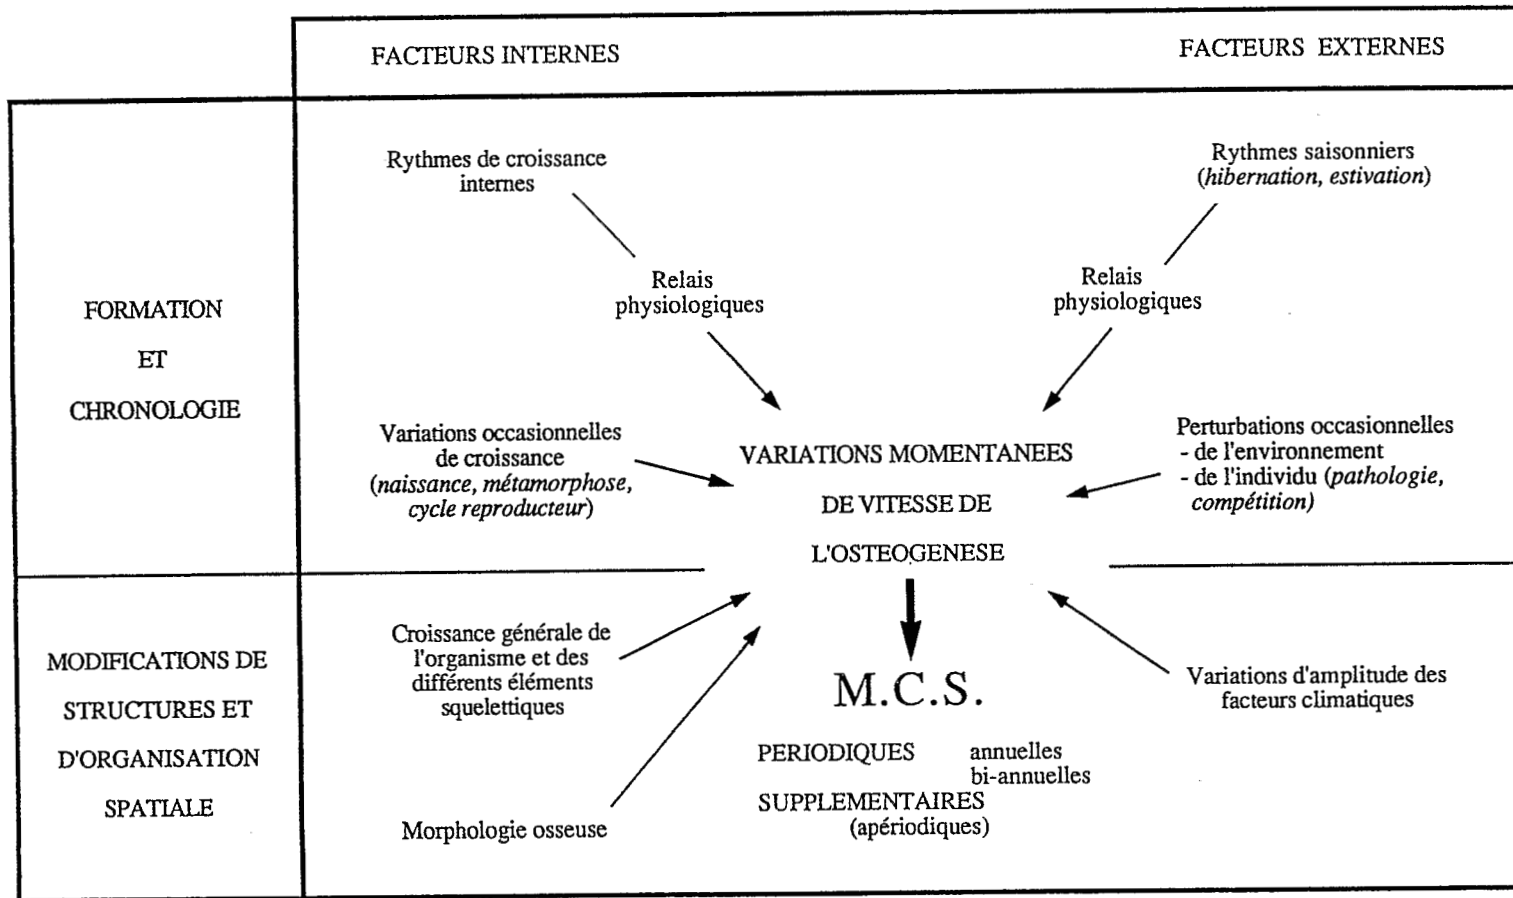 FACTEURS INTERNES
FACTEURS EXTERNES
FORMATION
ET
CHRONOLOGIE
Rythmes de croissance
internes
Rythmes saisonniers
(hibernation, estivation)
Relais
physiologiques
Relais
physiologiques
Variations occasionnelles
de croissance
(naissance, métamorphose,
cycle reproducteur)
VARIATIONS MOMENTANEES
DE VITESSE DE
L'OSTEOGENESE
Perturbations occasionnelles
- de l'environnement
- de l'individu (pathologie,
compétition)
MODIFICATIONS DE
STRUCTURES ET
D'ORGANISATION
SPATIALE
Croissance générale de
l'organisme et des
différents éléments
squelettiques
Morphologie osseuse
M.C.S.
PERIODIQUES annuelles
bi-annuelles
SUPPLEMENTAIRES
(apériodiques)
Variations d'amplitude des
facteurs climatiques